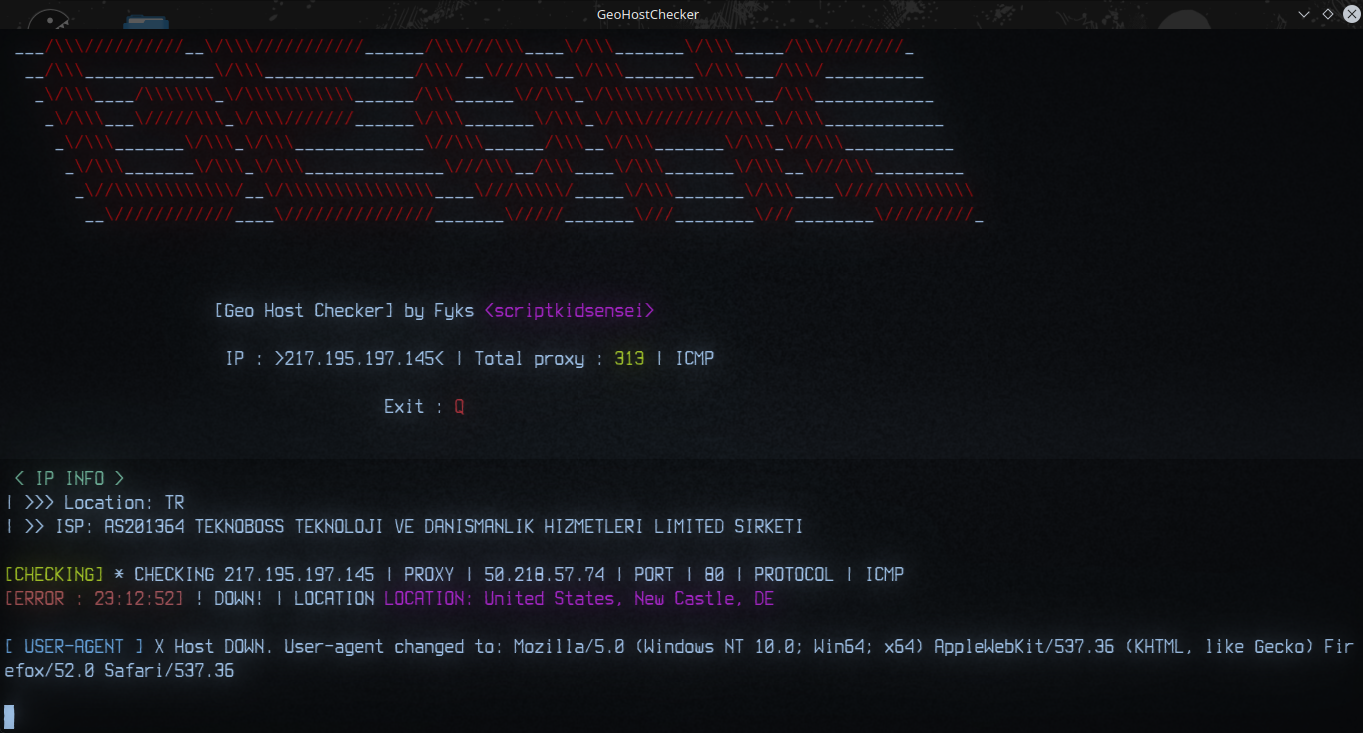 GeoHostChecker
[Geo Host Checker] by Fyks <scriptkidsensei>
IP : >217.195.197.145< | Total proxy : 313 | ICMP
Exit : Q
< IP INFO >
| >>> Location: TR
| >> ISP: AS201364 TEKNOBOSS TEKNOLOJI VE DANISMANLIK HIZMETLERI LIMITED SIRKETI
[CHECKING] * CHECKING 217.195.197.145 | PROXY | 50.218.57.74 | PORT | 80 | PROTOCOL | ICMP
[ERROR : 23:12:52] ! DOWN! | LOCATION LOCATION: United States, New Castle, DE
[ USER-AGENT ] X Host DOWN. User-agent changed to: Mozilla/5.0 (Windows NT 10.0; Win64; x64) AppleWebKit/537.36 (KHTML, like Gecko) Fir
efox/52.0 Safari/537.36